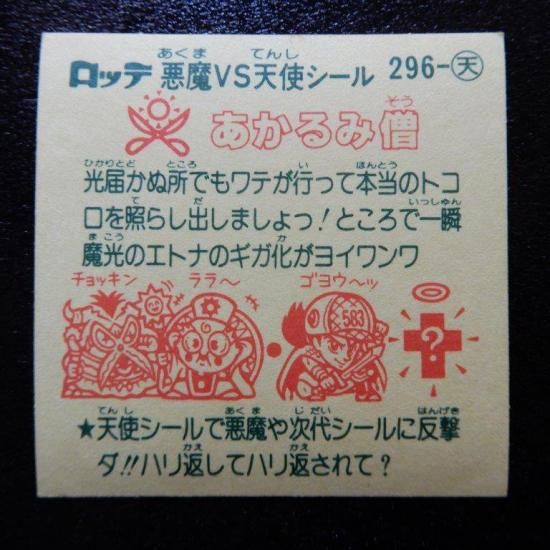 ロッテ 悪魔VS天使シール 296-天
あくま てんし
あかるみ僧
そう
ひかりとど ところ い ほんとう
光届かぬ所でもワテが行って本当のトコ
て だ いっしゅん
ロを照らし出しましょっ!ところで一瞬
まこう か
魔光のエトナのギガ化がヨイワンワ
チョッキン ララ~ ゴヨウ~ッ
583
?
てんし あくま じだい はんげき
★天使シールで悪魔や次代シールに反撃
かえ かえ
ダ!!ハリ返してハリ返されて?